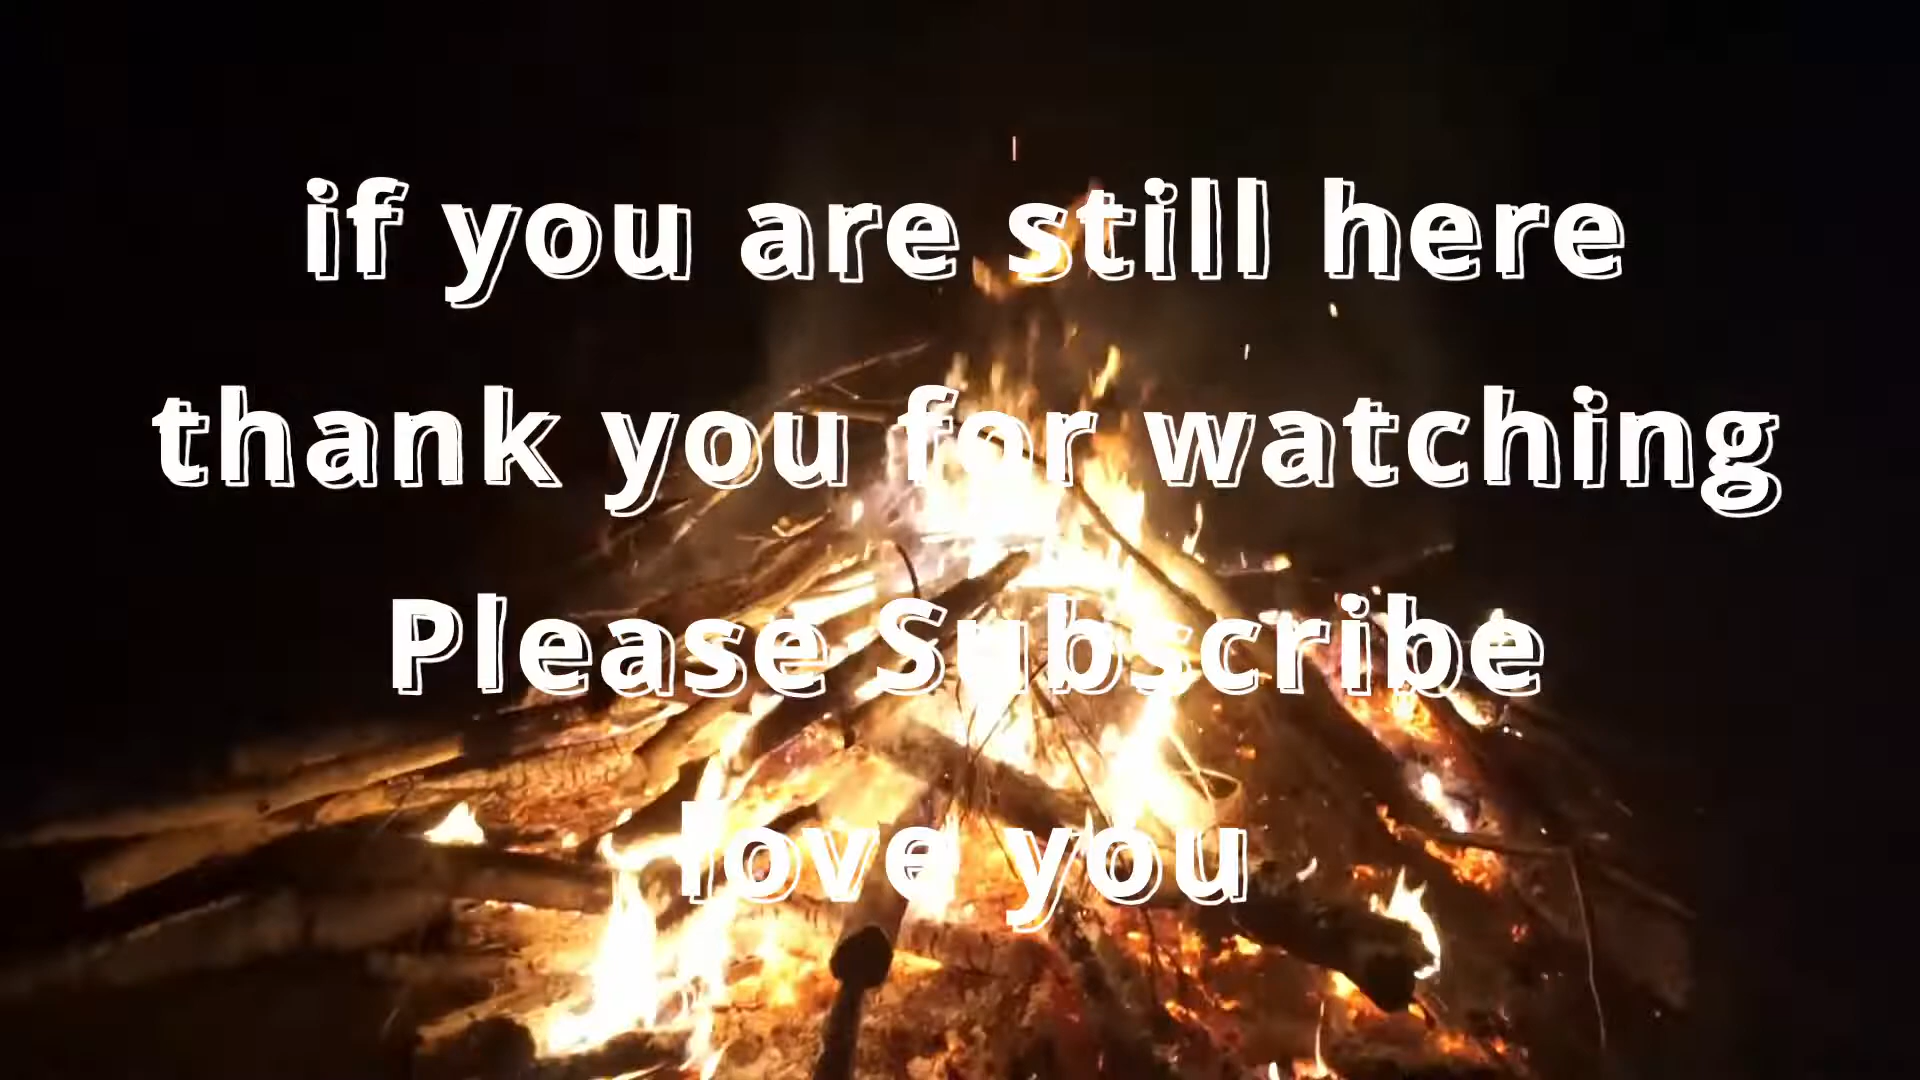 if you are still here
thank you for watching
Please Subscribe
love you